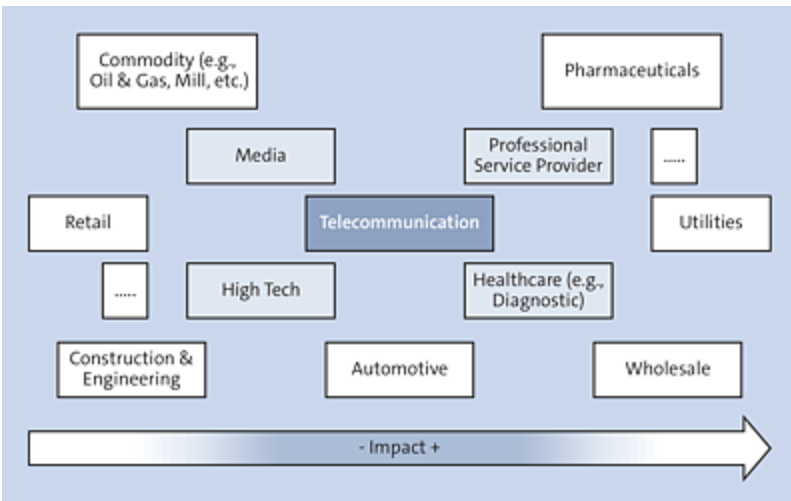 Commodity (e.g.,
Oil & Gas, Mill, etc.)
Pharmaceuticals
Media
Professional
Service Provider
.....
Retail
Telecommunication
Utilities
.....
High Tech
Healthcare (e.g.,
Diagnostic)
Construction &
Engineering
Automotive
Wholesale
- Impact +